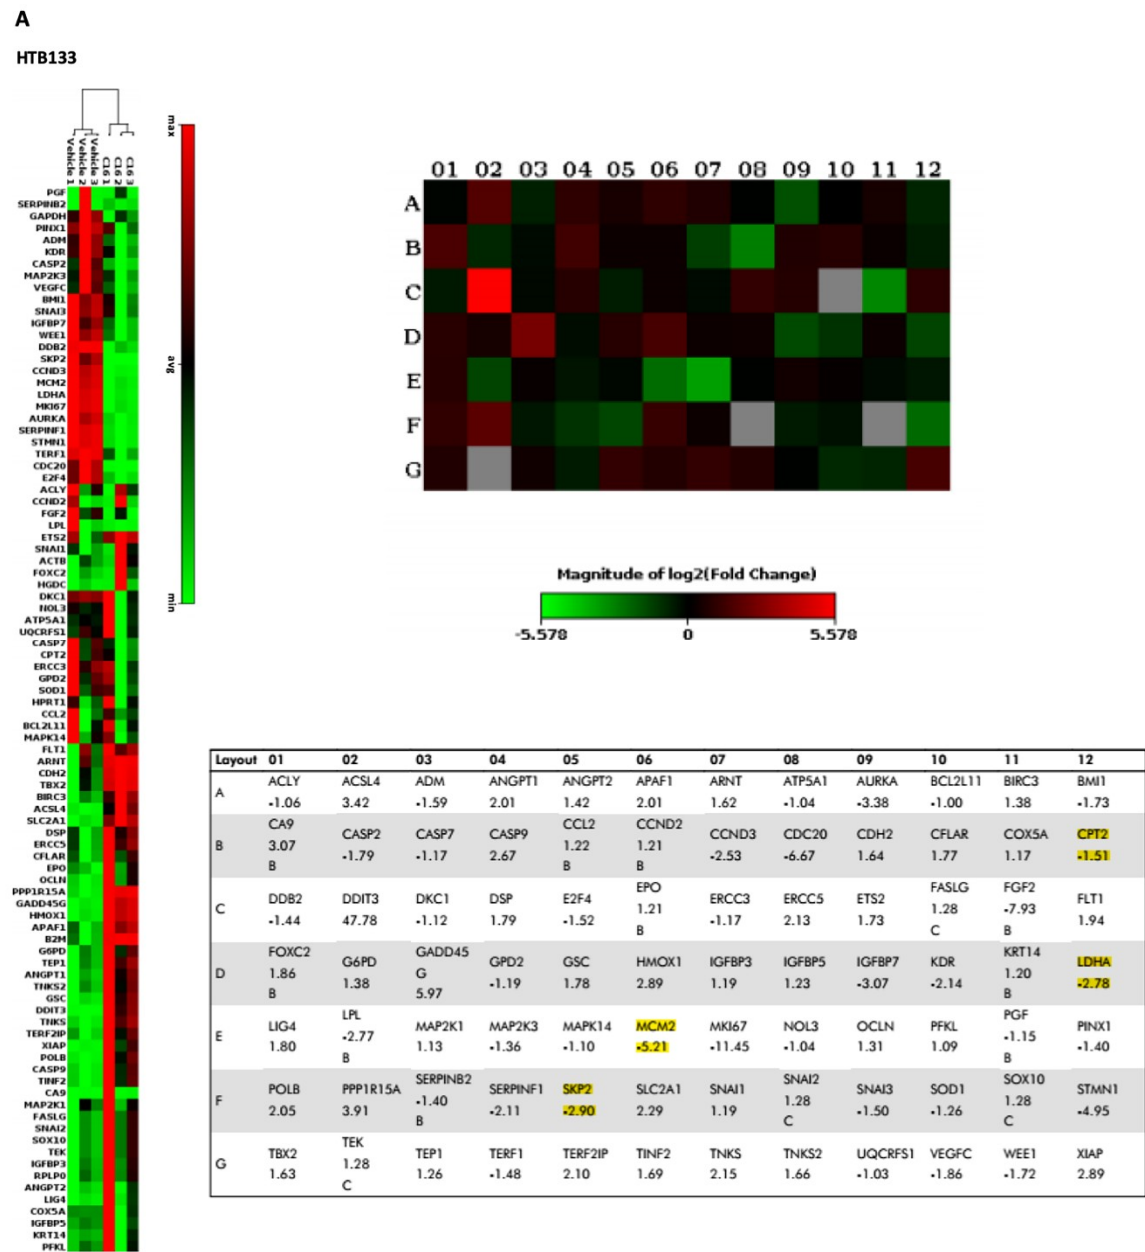 A
HTB133
Vehicle 1
Vehicle 2
Vehicle 3
C16 1
C16 2
C16 3
max
avg
min
PGF
SERPINB2
GAPDH
PINX1
ADM
KDR
CASP2
MAP2K3
VEGFC
BMI1
SNAI3
IGFBP7
WEE1
DDB2
SKP2
CCND3
MCM2
LDHA
MKI67
AURKA
SERPINF1
STMN1
TERF1
CDC20
E2F4
ACLY
CCND2
FGF2
LPL
ETS2
SNAI1
ACTB
FOXC2
HGDC
DKC1
NOL3
ATP5A1
UQCRFS1
CASP7
CPT2
ERCC3
GPD2
SOD1
HPRT1
CCL2
BCL2L11
MAPK14
FLT1
ARNT
CDH2
TBX2
BIRC3
ACSL4
SLC2A1
DSP
ERCC5
CFLAR
EPO
OCLN
PPP1R15A
GADD45G
HMOX1
APAF1
B2M
G6PD
TEP1
ANGPT1
TNKS2
GSC
DDIT3
TNKS
TERF2IP
XIAP
POLB
CASP9
TINF2
CA9
MAP2K1
FASLG
SNAI2
SOX10
TEK
IGFBP3
RPLP0
ANGPT2
LIG4
COX5A
IGFBP5
KRT14
PFKL
01 02 03 04 05 06 07 08 09 10 11 12
A
B
C
D
E
F
G
Magnitude of log2(Fold Change)
-5.578 0 5.578
Layout 01 02 03 04 05 06 07 08 09 10 11 12
A
ACLY ACSL4 ADM ANGPT1 ANGPT2 APAF1 ARNT ATP5A1 AURKA BCL2L11 BIRC3 BMI1
-1.06 3.42 -1.59 2.01 1.42 2.01 1.62 -1.04 -3.38 -1.00 1.38 -1.73
B
CA9 CASP2 CASP7 CASP9 CCL2 CCND2 CCND3 CDC20 CDH2 CFLAR COX5A CPT2
3.07 -1.79 -1.17 2.67 1.22 1.21 -2.53 -6.67 1.64 1.77 1.17 -1.51
B B B
C
DDB2 DDIT3 DKC1 DSP E2F4 EPO ERCC3 ERCC5 ETS2 FASLG FGF2 FLT1
-1.44 47.78 -1.12 1.79 -1.52 1.21 -1.17 2.13 1.73 1.28 -7.93 1.94
B C B
D
FOXC2 G6PD GADD45 GPD2 GSC HMOX1 IGFBP3 IGFBP5 IGFBP7 KDR KRT14 LDHA
G
1.86 1.38 5.97 -1.19 1.78 2.89 1.19 1.23 -3.07 -2.14 1.20 -2.78
B B
E
LIG4 LPL MAP2K1 MAP2K3 MAPK14 MCM2 MKI67 NOL3 OCLN PFKL PGF PINX1
1.80 -2.77 1.13 -1.36 -1.10 -5.21 -11.45 -1.04 1.31 1.09 -1.15 -1.40
B B
F
POLB PPP1R15A SERPINB2 SERPINF1 SKP2 SLC2A1 SNAI1 SNAI2 SNAI3 SOD1 SOX10 STMN1
2.05 3.91 -1.40 -2.11 -2.90 2.29 1.19 1.28 -1.50 -1.26 1.28 -4.95
B C C
G
TBX2 TEK TEP1 TERF1 TERF2IP TINF2 TNKS TNKS2 UQCRFS1 VEGFC WEE1 XIAP
1.63 1.28 1.26 -1.48 2.10 1.69 2.15 1.66 -1.03 -1.86 -1.72 2.89
C